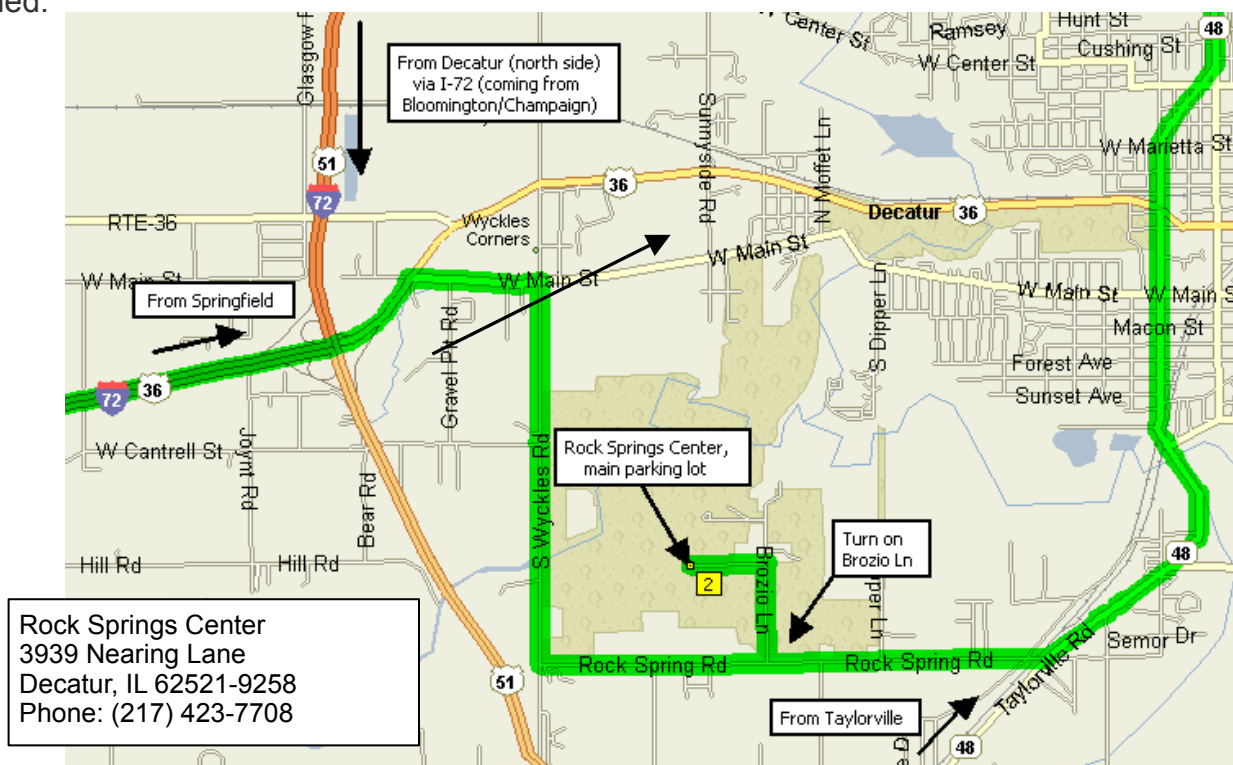 ned.
Glasgow R
W Center St
Ramsey
Hunt St
Cushing St
W Center St
48
From Decatur (north side)
via I-72 (coming from
Bloomington/Champaign)
Sunnyside Rd
N Moffet Ln
W Marietta St
51
72
36
RTE-36
Wyckles
Corners
Decatur
36
W Main St
W Main St
W Main St
W Main St
W Main S
From Springfield
Gravel Pit Rd
S Dipper Ln
Macon St
Forest Ave
Sunset Ave
72
36
W Cantrell St
Joynt Rd
Bear Rd
S Wyckles Rd
Rock Springs Center,
main parking lot
Hill Rd
Hill Rd
2
Brozio Ln
Turn on
Brozio Ln
per Ln
48
Rock Springs Center
3939 Nearing Lane
Decatur, IL 62521-9258
Phone: (217) 423-7708
51
Rock Spring Rd
Rock Spring Rd
Semor Dr
Taylorville Rd
From Taylorville
48